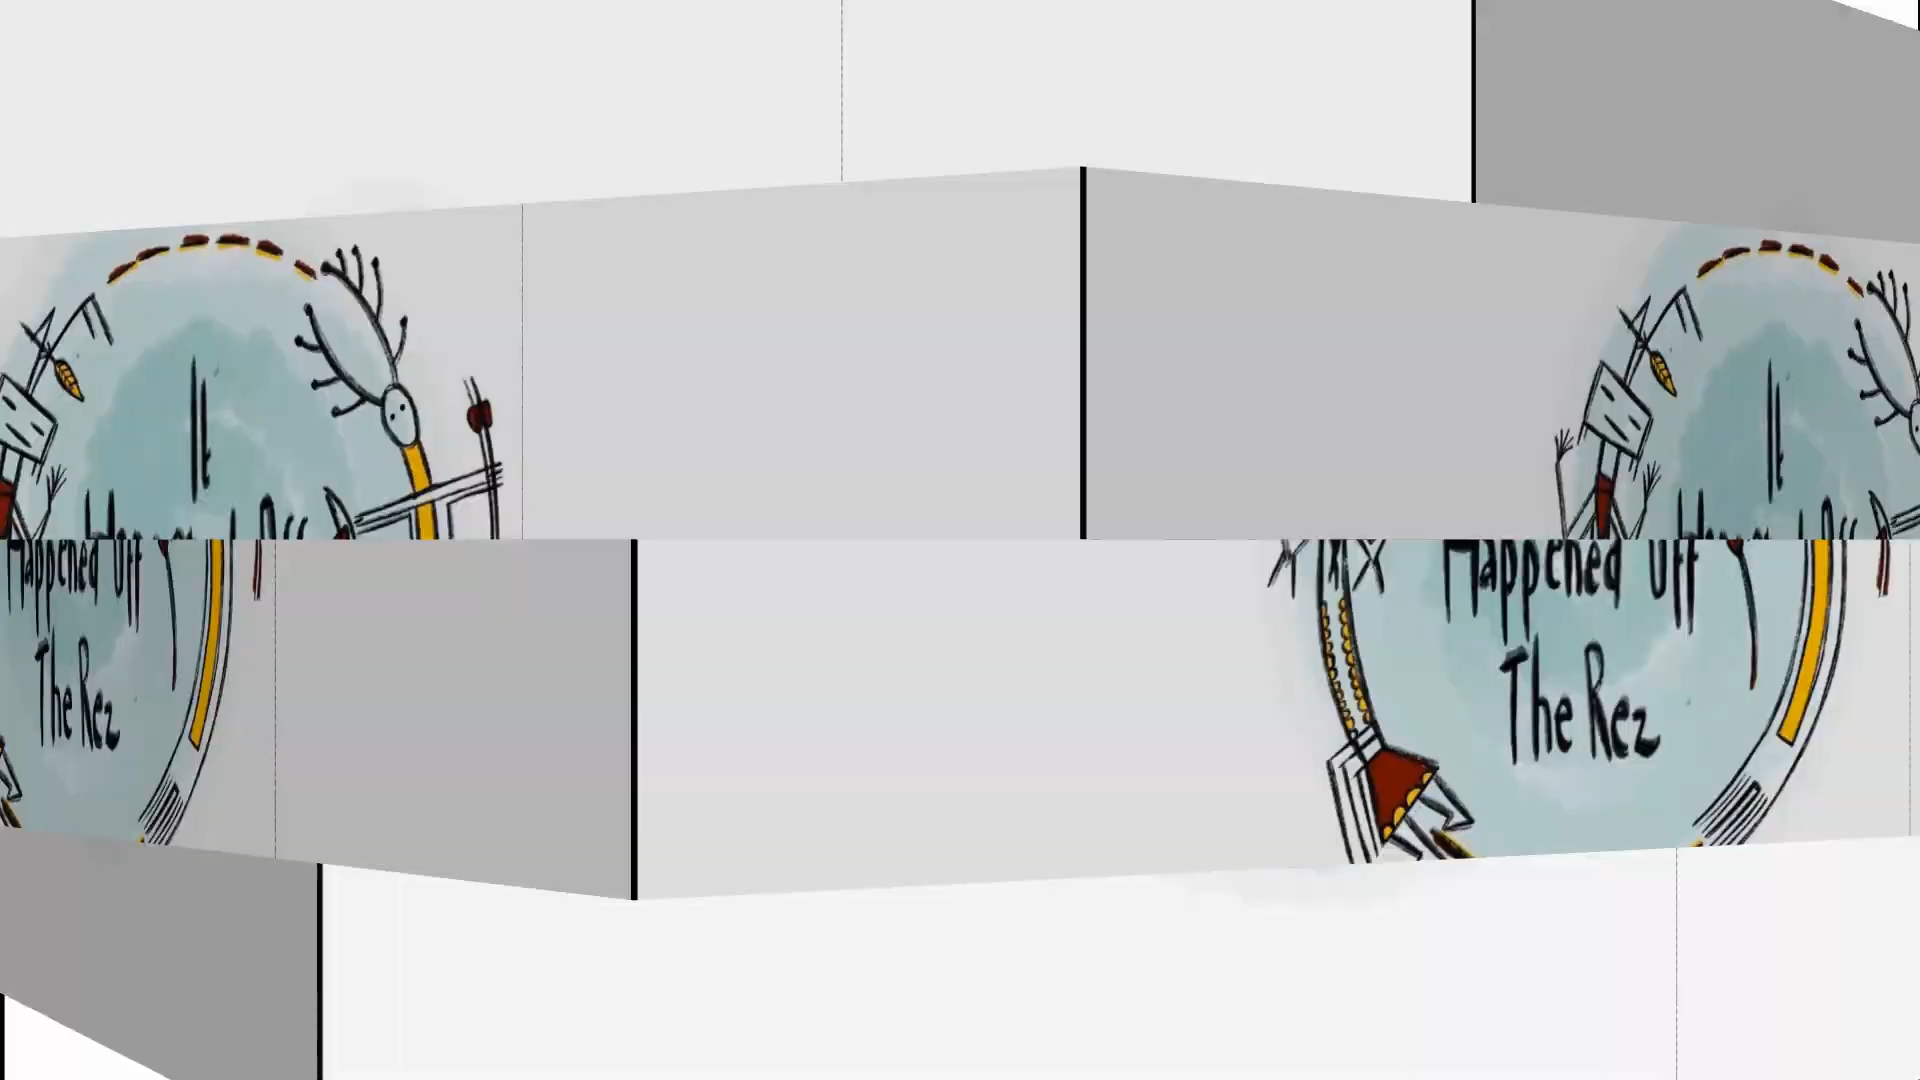 It
It
Happened Off
Happened Off
The Rez
The Rez